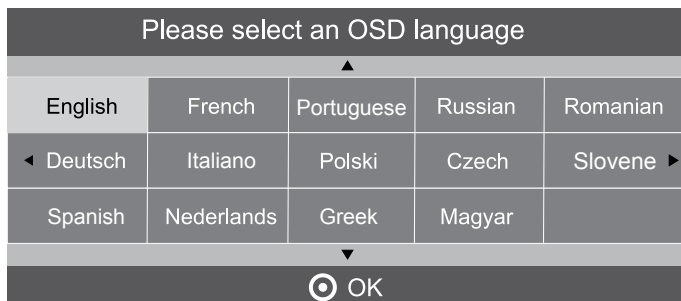 Please select an OSD language
English French Portuguese Russian Romanian
Deutsch Italiano Polski Czech Slovene
Spanish Nederlands Greek Magyar
OK